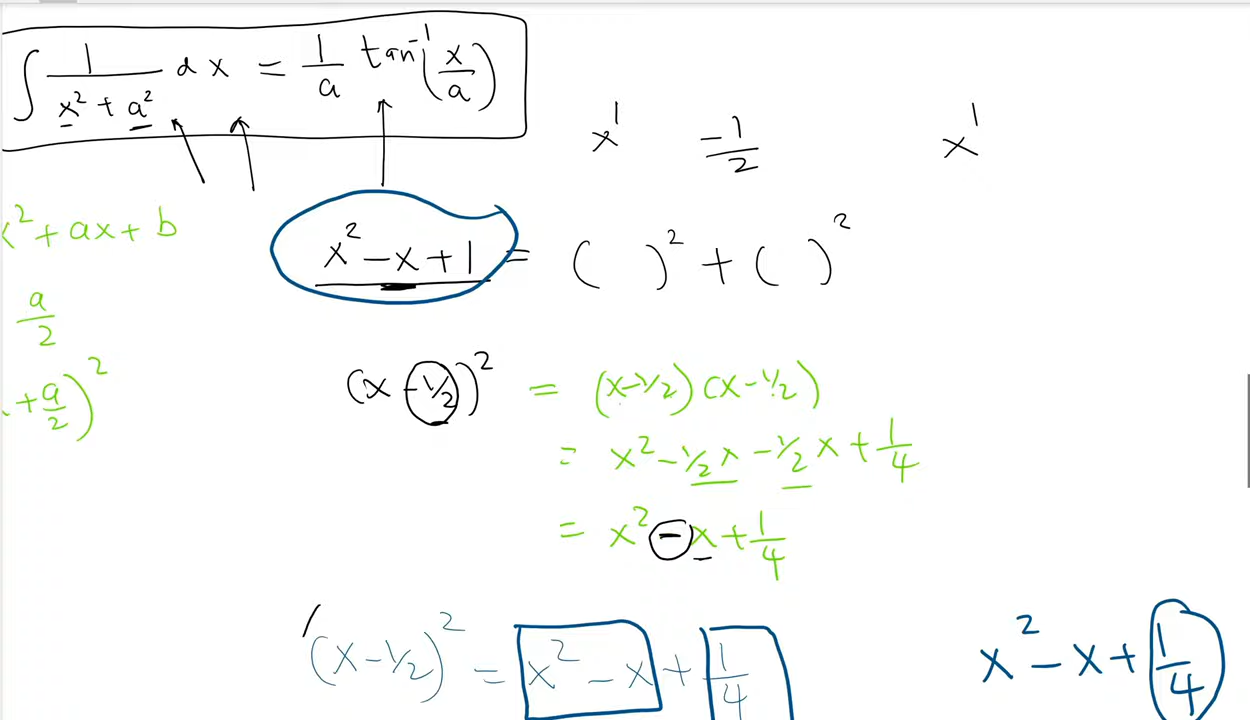 ∫ 1/(x² + a²) dx = 1/a tan⁻¹(x/a)
x¹ -1/2 x¹
x² + ax + b
x² - x + 1 = ( )² + ( )²
a/2
(x - 1/2))² = (x - 1/2)(x - 1/2)
+ a/2)²
= x² - 1/2 x - 1/2 x + 1/4
= x² - x + 1/4
(x - 1/2)² = x² - x + 1/4
x² - x + 1/4